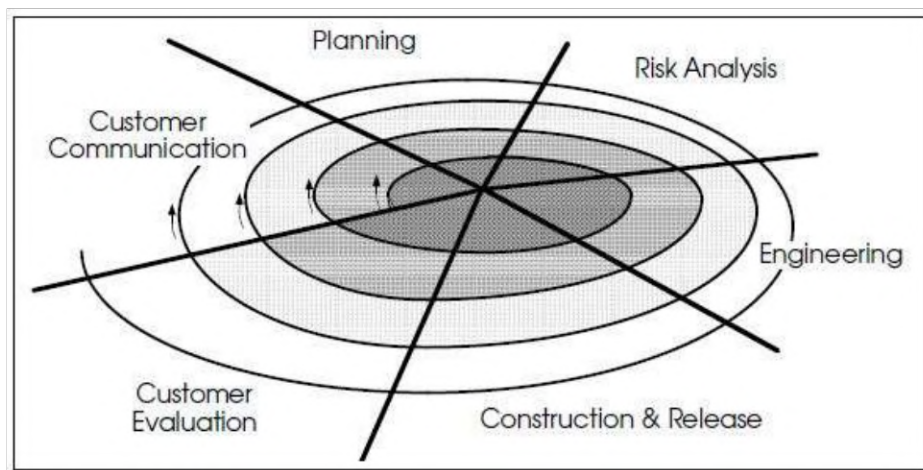 Planning
Risk Analysis
Customer
Communication
Engineering
Customer
Evaluation
Construction & Release